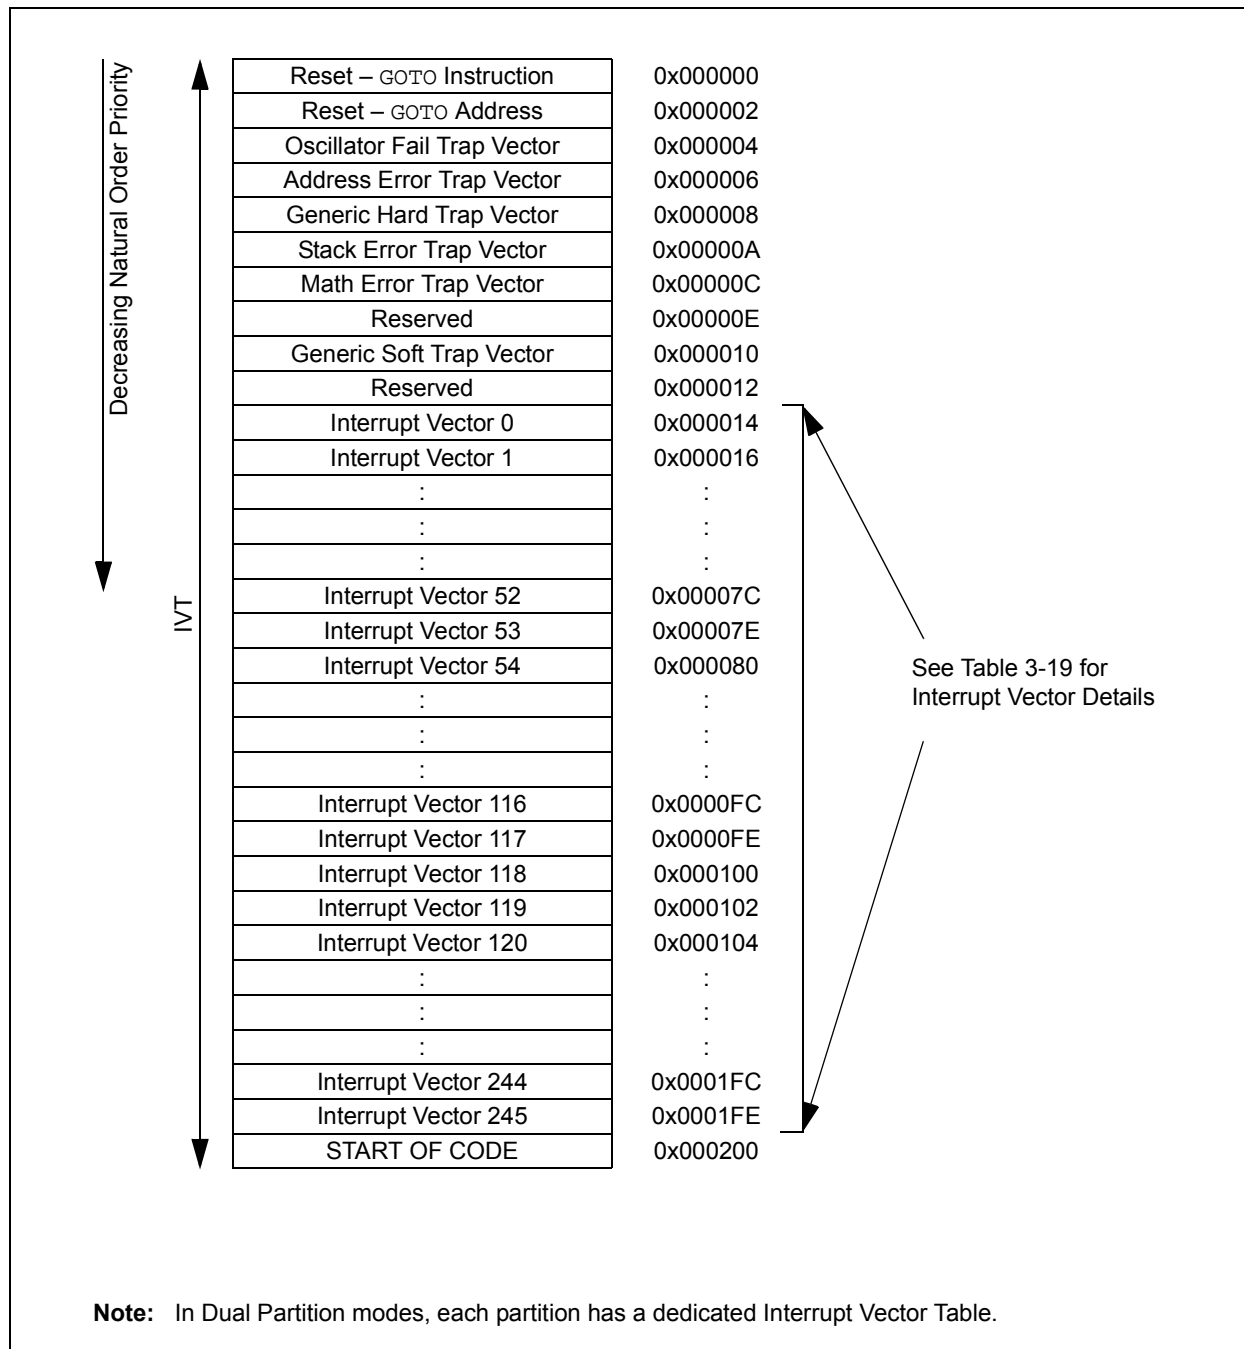 Decreasing Natural Order Priority
IVT
Reset – GOTO Instruction 0x000000
Reset – GOTO Address 0x000002
Oscillator Fail Trap Vector 0x000004
Address Error Trap Vector 0x000006
Generic Hard Trap Vector 0x000008
Stack Error Trap Vector 0x00000A
Math Error Trap Vector 0x00000C
Reserved 0x00000E
Generic Soft Trap Vector 0x000010
Reserved 0x000012
Interrupt Vector 0 0x000014
Interrupt Vector 1 0x000016
: :
: :
: :
Interrupt Vector 52 0x00007C
Interrupt Vector 53 0x00007E
Interrupt Vector 54 0x000080
: :
: :
: :
Interrupt Vector 116 0x0000FC
Interrupt Vector 117 0x0000FE
Interrupt Vector 118 0x000100
Interrupt Vector 119 0x000102
Interrupt Vector 120 0x000104
: :
: :
: :
Interrupt Vector 244 0x0001FC
Interrupt Vector 245 0x0001FE
START OF CODE 0x000200
See Table 3-19 for
Interrupt Vector Details
Note: In Dual Partition modes, each partition has a dedicated Interrupt Vector Table.